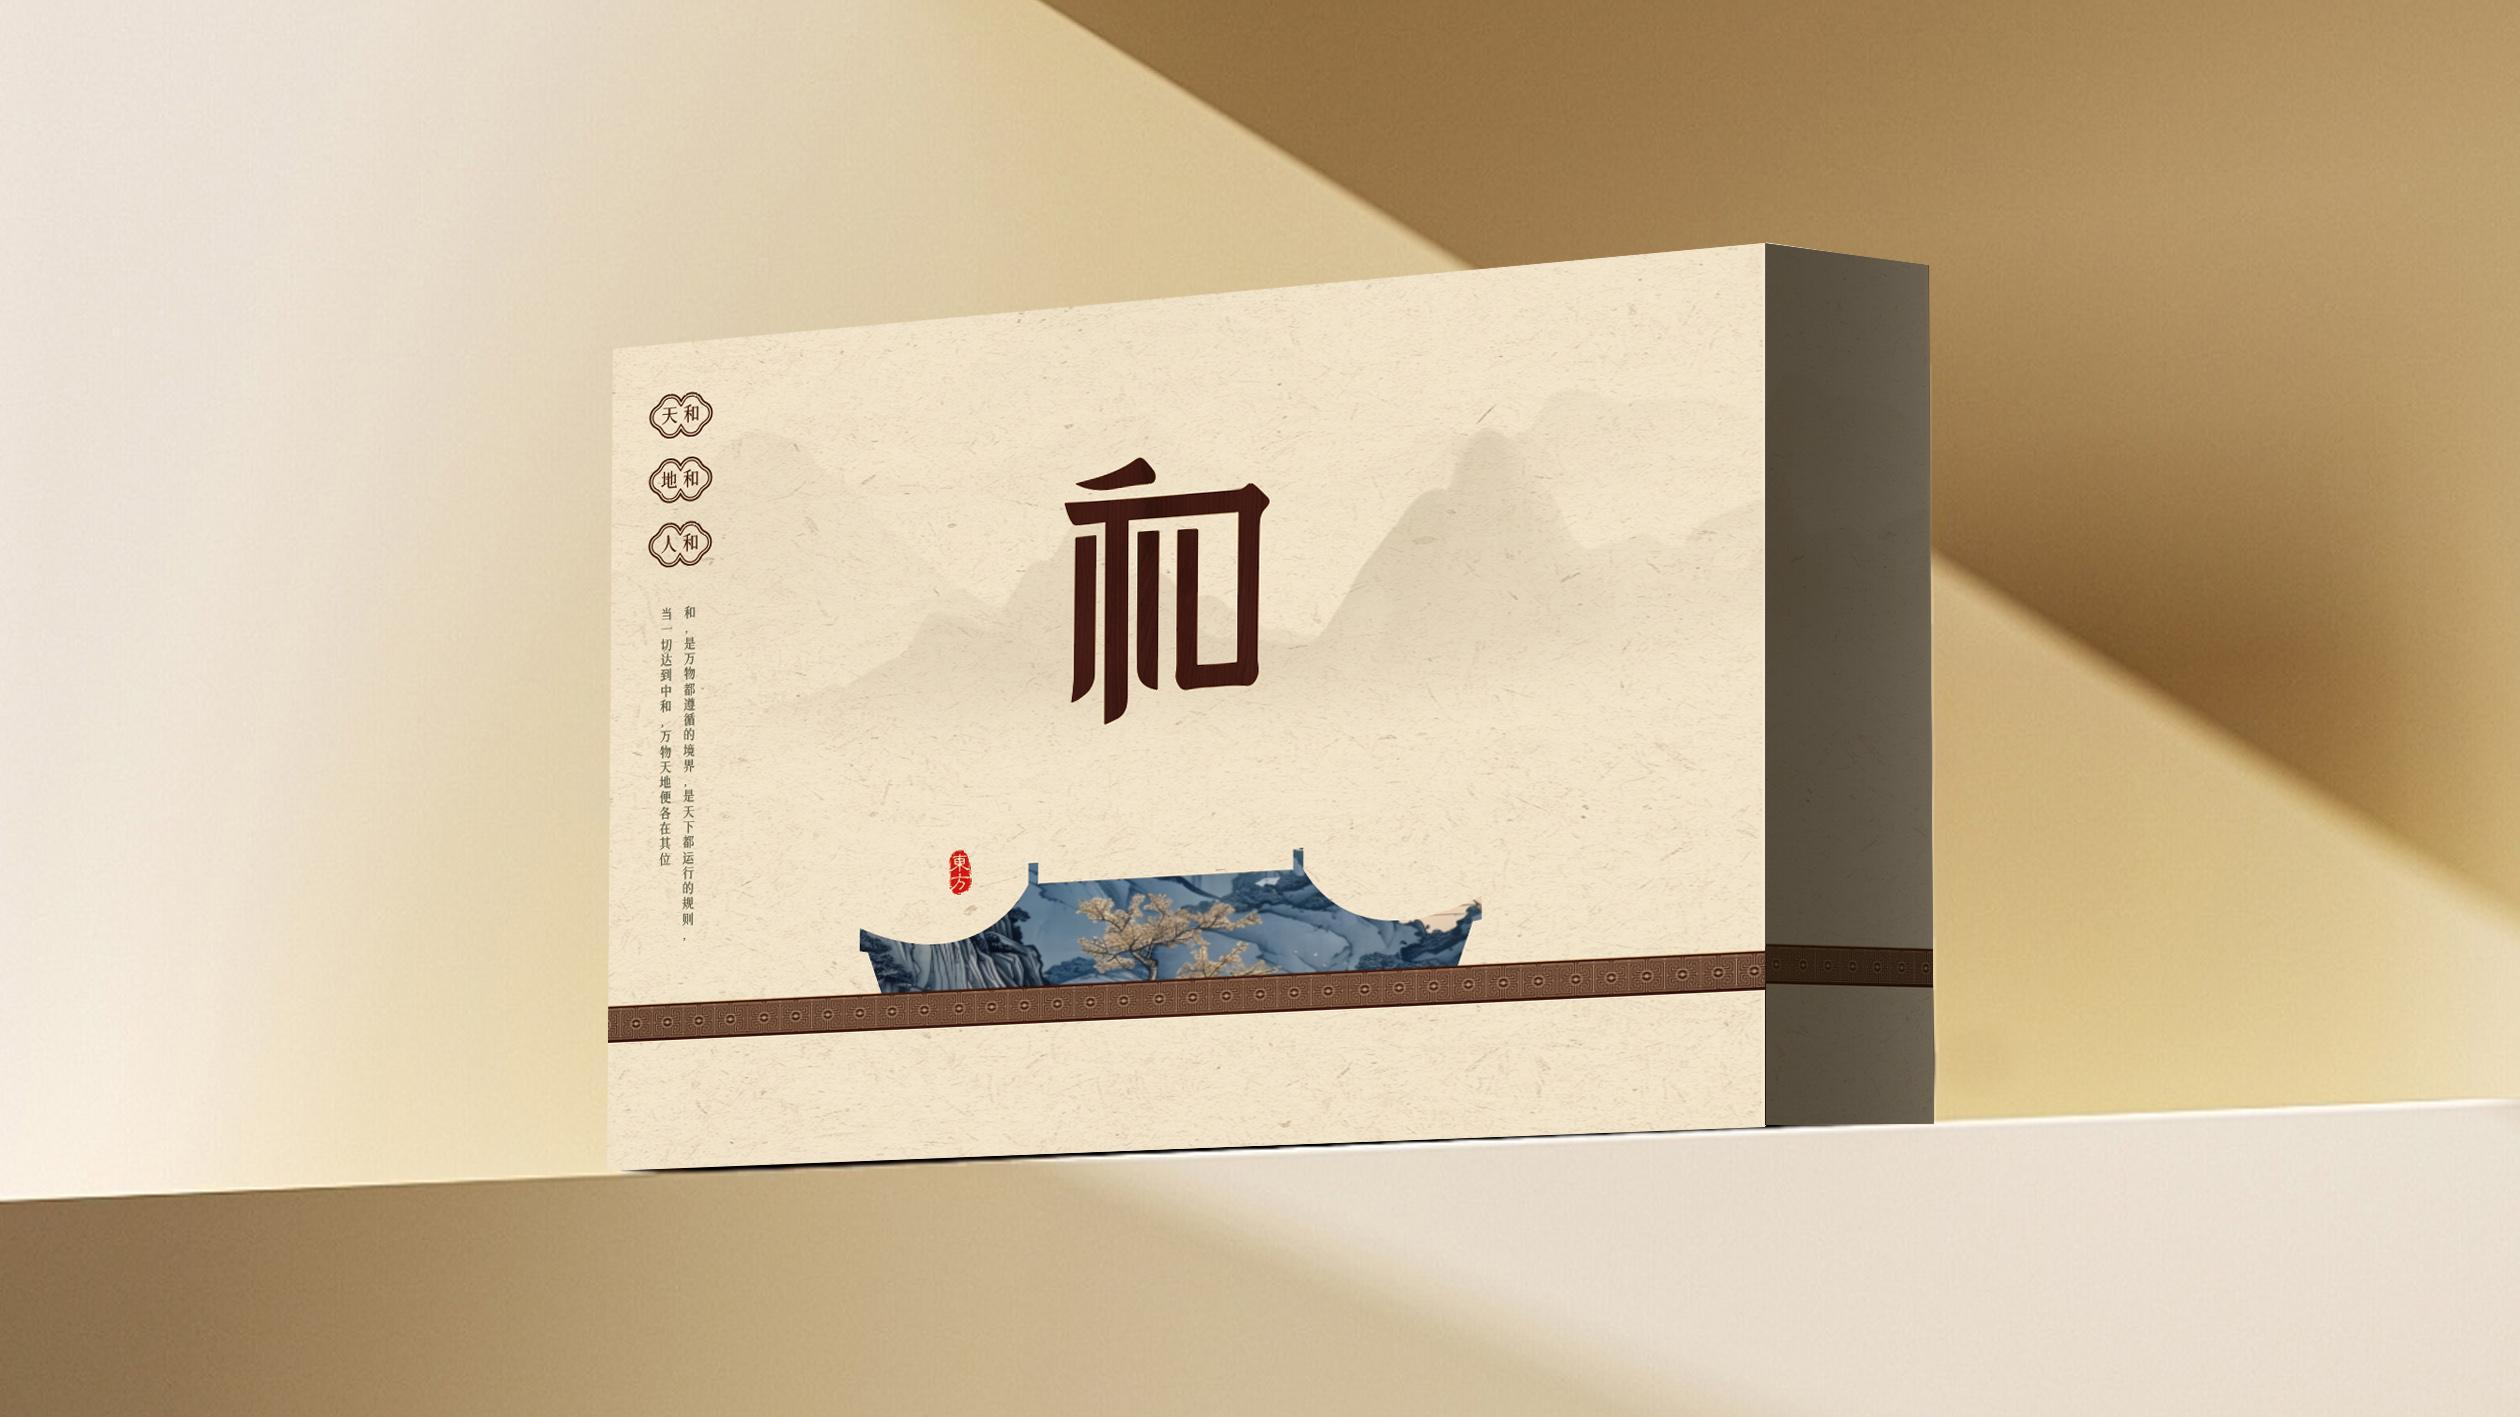 天和
地和
人和
和，是万物都遵循的境界，是天下都运行的规则，
当一切达到中和，万物天地便各在其位
和
東方